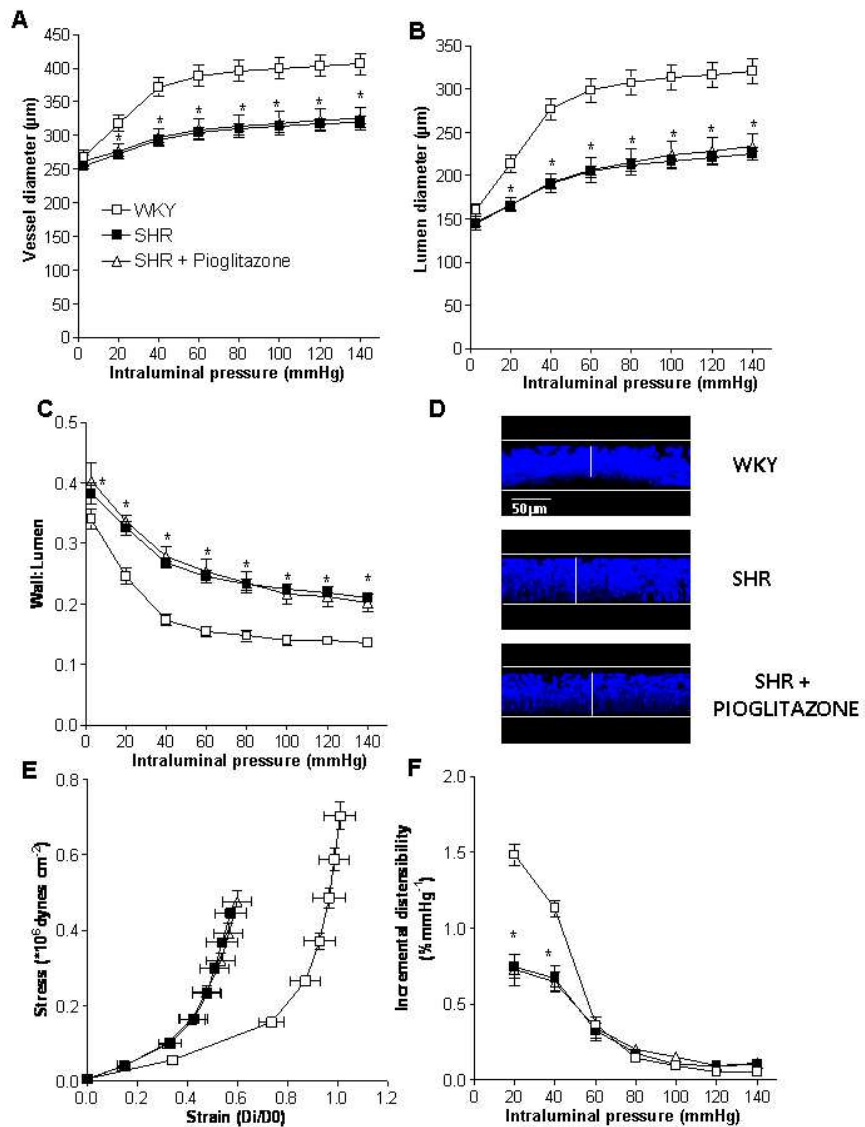 A
Vessel diameter (µm)
450
400
350
300
250
200
150
100
50
0
* * * * * * *
WKY
SHR
SHR + Pioglitazone
0 20 40 60 80 100 120 140
Intraluminal pressure (mmHg)
B
Lumen diameter (µm)
350
300
250
200
150
100
50
0
* * * * * * *
0 20 40 60 80 100 120 140
Intraluminal pressure (mmHg)
C
Wall:Lumen
0.5
0.4
0.3
0.2
0.1
0.0
* * * * * * * *
0 20 40 60 80 100 120 140
Intraluminal pressure (mmHg)
D
WKY
50µm
SHR
SHR +
PIOGLITAZONE
E
Stress (*10⁶dynes cm⁻²)
0.8
0.6
0.4
0.2
0.0
0.0 0.2 0.4 0.6 0.8 1.0 1.2
Strain (Di/D0)
F
Incremental distensibility
(% mmHg⁻¹)
2.0
1.5
1.0
0.5
0.0
* *
0 20 40 60 80 100 120 140
Intraluminal pressure (mmHg)